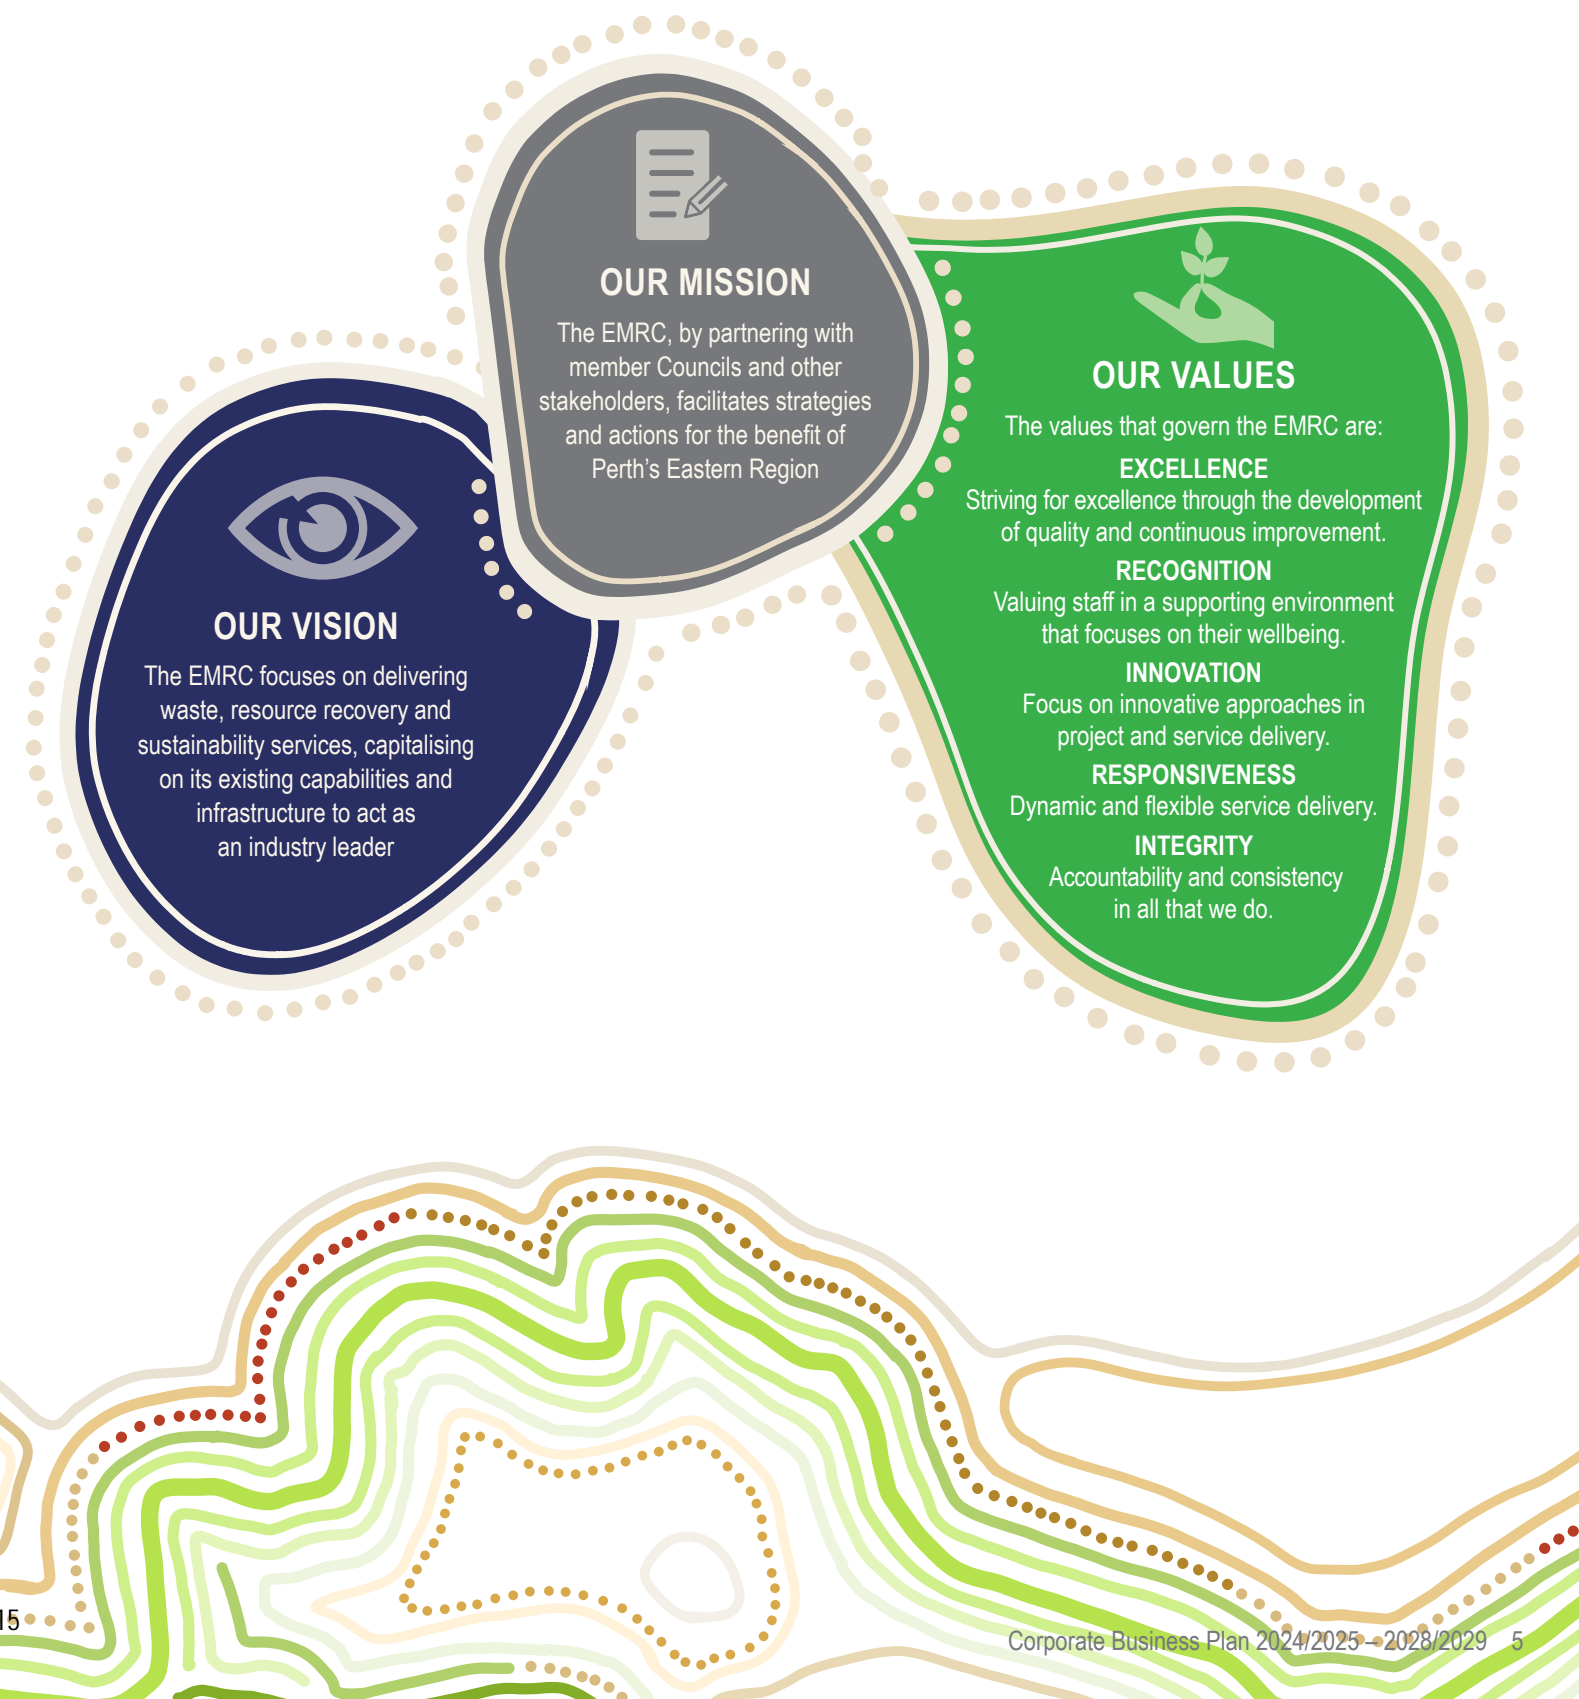 OUR MISSION
The EMRC, by partnering with
member Councils and other
stakeholders, facilitates strategies
and actions for the benefit of
Perth's Eastern Region
OUR VISION
The EMRC focuses on delivering
waste, resource recovery and
sustainability services, capitalising
on its existing capabilities and
infrastructure to act as
an industry leader
OUR VALUES
The values that govern the EMRC are:
EXCELLENCE
Striving for excellence through the development
of quality and continuous improvement.
RECOGNITION
Valuing staff in a supporting environment
that focuses on their wellbeing.
INNOVATION
Focus on innovative approaches in
project and service delivery.
RESPONSIVENESS
Dynamic and flexible service delivery.
INTEGRITY
Accountability and consistency
in all that we do.
15
Corporate Business Plan 2024/2025 – 2028/2029 5